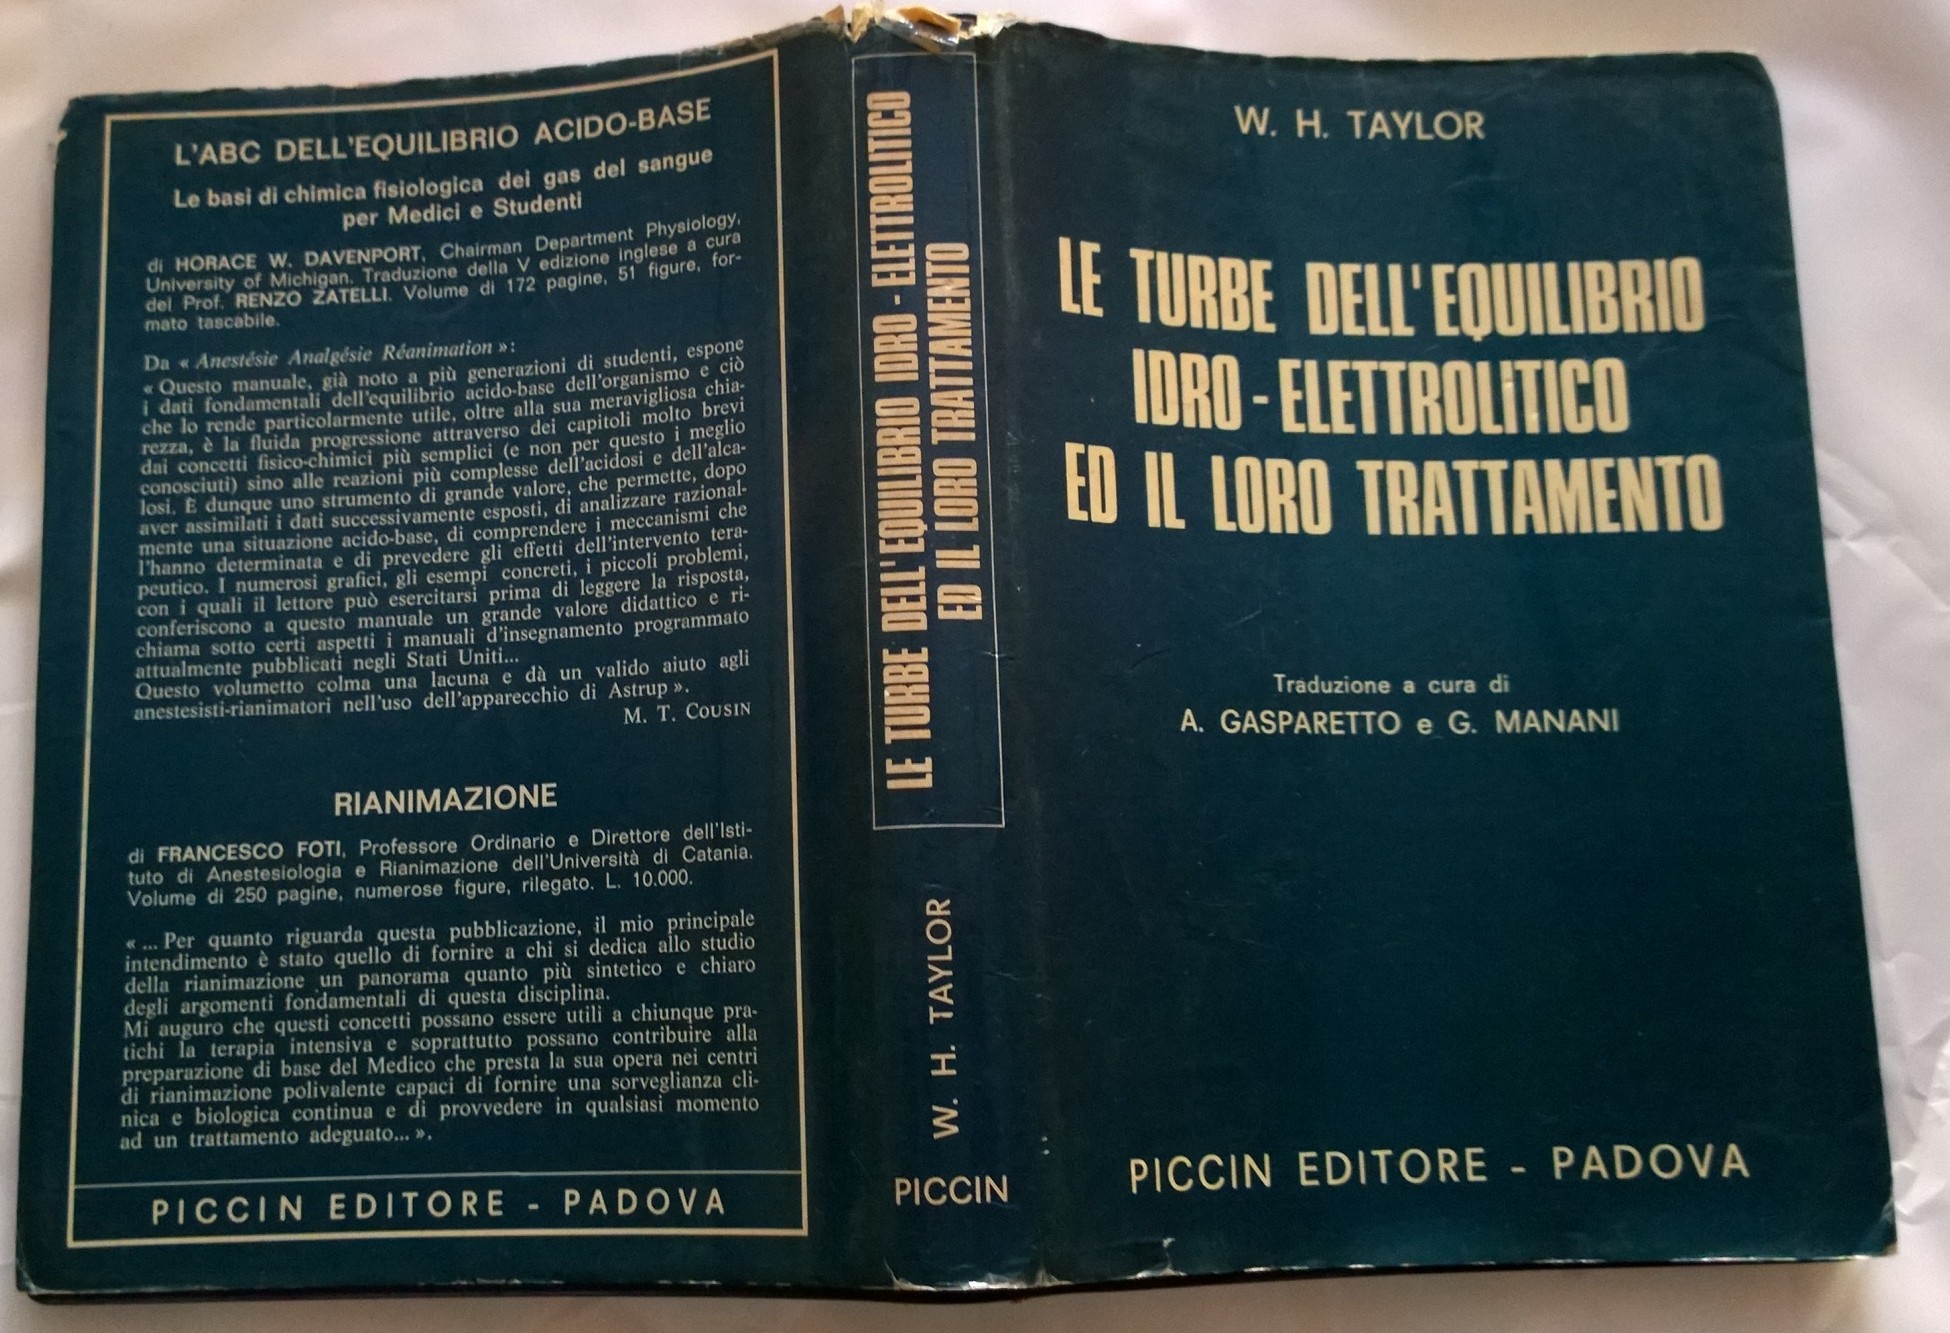 L'ABC DELL'EQUILIBRIO ACIDO-BASE
Le basi di chimica fisiologica dei gas del sangue
per Medici e Studenti
di HORACE W. DAVENPORT, Chairman Department Physiology,
University of Michigan. Traduzione della V edizione inglese a cura
del Prof. RENZO ZATELLI. Volume di 172 pagine, 51 figure, for-
mato tascabile.
Da « Anestésie Analgésie Réanimation »:
« Questo manuale, già noto a più generazioni di studenti, espone
i dati fondamentali dell'equilibrio acido-base dell'organismo e ciò
che lo rende particolarmente utile, oltre alla sua meravigliosa chia-
rezza, è la fluida progressione attraverso dei capitoli molto brevi
dai concetti fisico-chimici più semplici (e non per questo i meglio
conosciuti) sino alle reazioni più complesse dell'acidosi e dell'alca-
losi. E dunque uno strumento di grande valore, che permette, dopo
aver assimilati i dati successivamente esposti, di analizzare razional-
mente una situazione acido-base, di comprendere i meccanismi che
l'hanno determinata e di prevedere gli effetti dell'intervento tera-
peutico. I numerosi grafici, gli esempi concreti, i piccoli problemi,
con i quali il lettore può esercitarsi prima di leggere la risposta,
conferiscono a questo manuale un grande valore didattico e ri-
chiama sotto certi aspetti i manuali d'insegnamento programmato
attualmente pubblicati negli Stati Uniti...
Questo volumetto colma una lacuna e dà un valido aiuto agli
anestesisti-rianimatori nell'uso dell'apparecchio di Astrup ».
M. T. COUSIN
RIANIMAZIONE
di FRANCESCO FOTI, Professore Ordinario e Direttore dell'Isti-
tuto di Anestesiologia e Rianimazione dell'Università di Catania.
Volume di 250 pagine, numerose figure, rilegato. L. 10.000.
« ... Per quanto riguarda questa pubblicazione, il mio principale
intendimento è stato quello di fornire a chi si dedica allo studio
della rianimazione un panorama quanto più sintetico e chiaro
degli argomenti fondamentali di questa disciplina.
Mi auguro che questi concetti possano essere utili a chiunque pra-
tichi la terapia intensiva e soprattutto possano contribuire alla
preparazione di base del Medico che presta la sua opera nei centri
di rianimazione polivalente capaci di fornire una sorveglianza cli-
nica e biologica continua e di provvedere in qualsiasi momento
ad un trattamento adeguato... ».
PICCIN EDITORE - PADOVA
LE TURBE DELL'EQUILIBRIO IDRO - ELETTROLITICO
ED IL LORO TRATTAMENTO
W. H. TAYLOR
PICCIN
W. H. TAYLOR
LE TURBE DELL'EQUILIBRIO
IDRO - ELETTROLITICO
ED IL LORO TRATTAMENTO
Traduzione a cura di
A. GASPARETTO e G. MANANI
PICCIN EDITORE - PADOVA